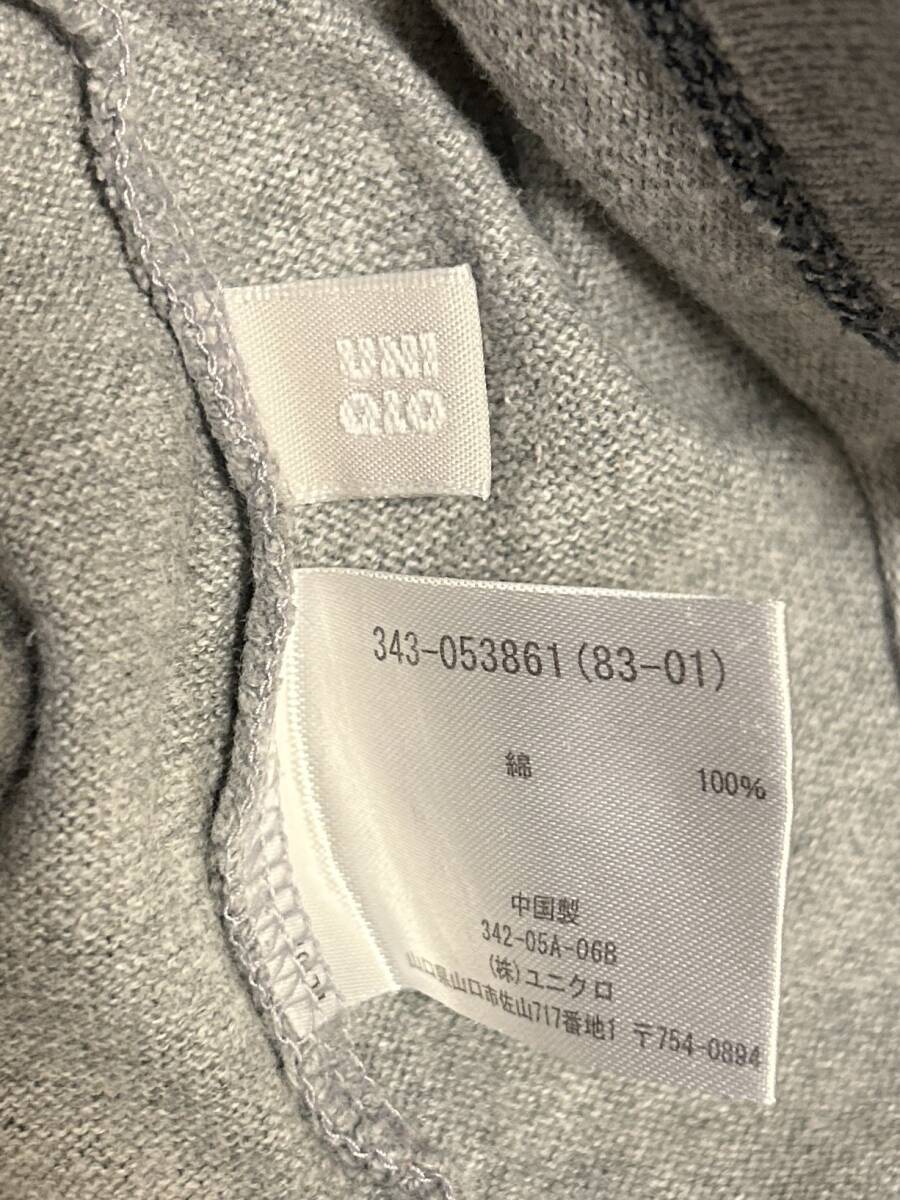 UNI
QLO
343-053861(83-01)
綿 100%
中国製
342-05A-06B
(株)ユニクロ
山口県山口市佐山717番地1 〒754-0894